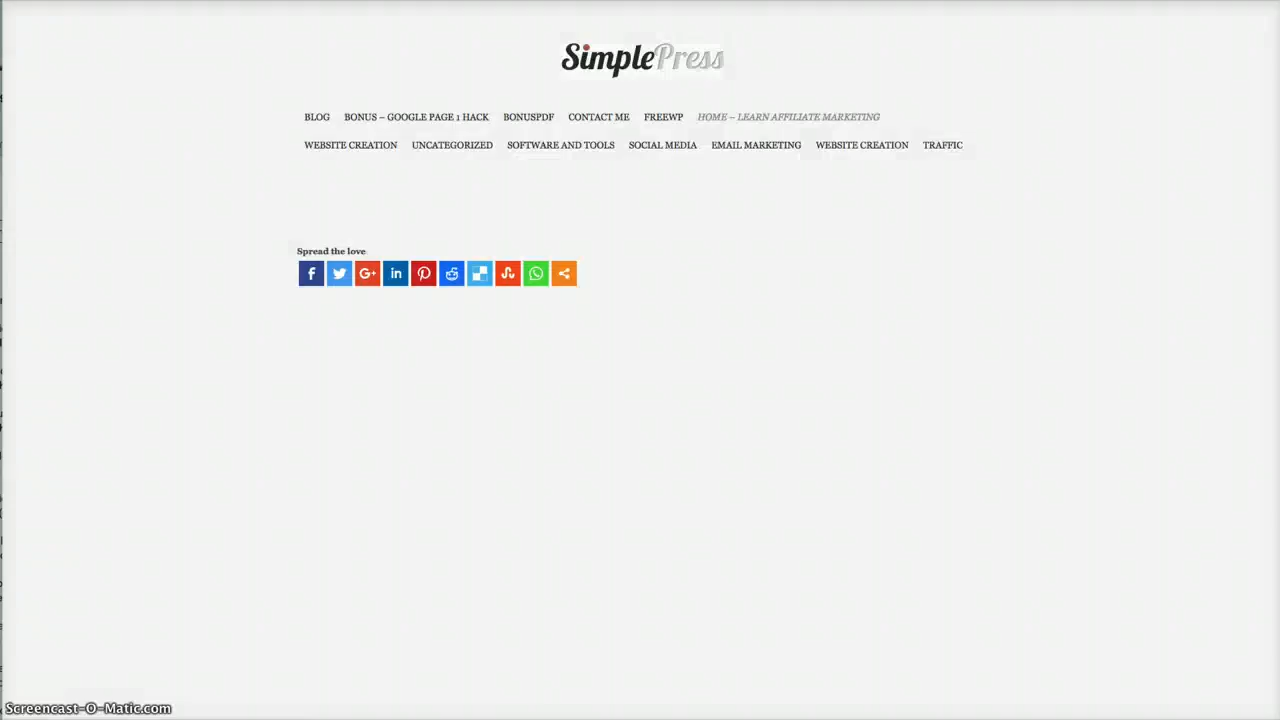 SimplePress
BLOG BONUS – GOOGLE PAGE 1 HACK BONUSPDF CONTACT ME FREEWP HOME – LEARN AFFILIATE MARKETING
WEBSITE CREATION UNCATEGORIZED SOFTWARE AND TOOLS SOCIAL MEDIA EMAIL MARKETING WEBSITE CREATION TRAFFIC
Spread the love
Screencast-O-Matic.com